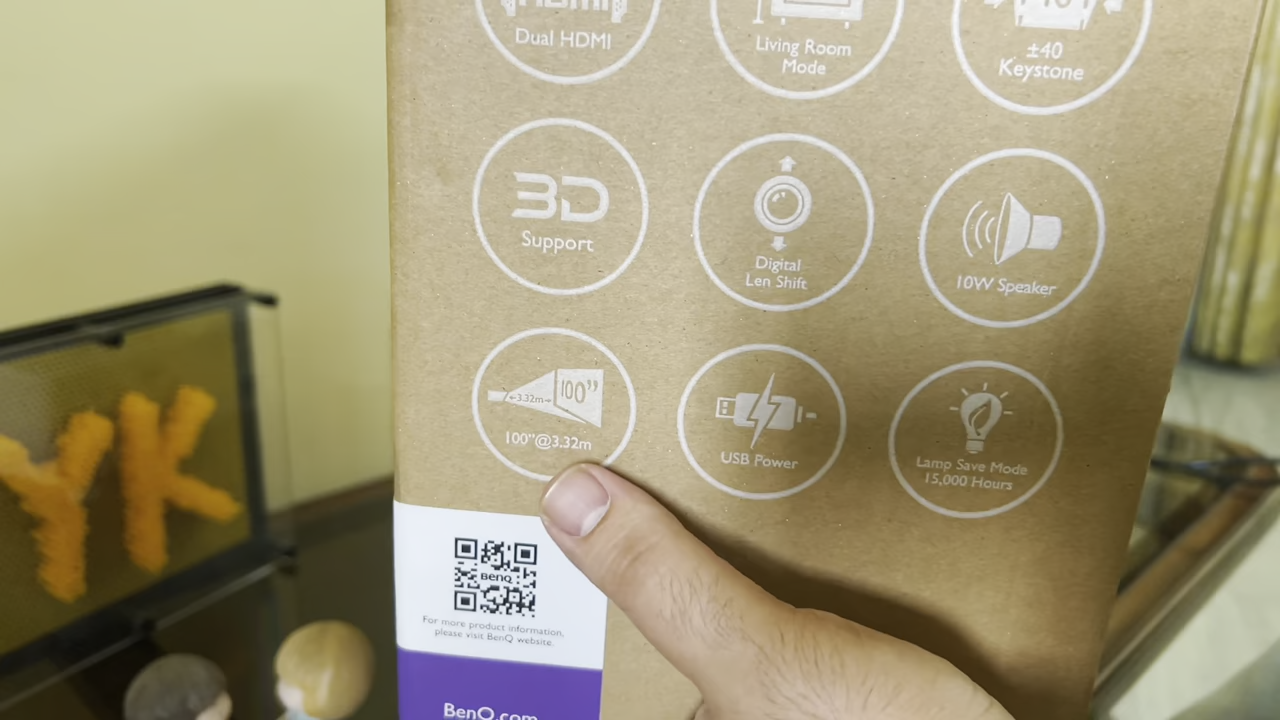 HDMI
Dual HDMI
Living Room
Mode
±40
Keystone
3D
Support
Digital
Len Shift
10W Speaker
100”
3.32m
100”@3.32m
USB Power
Lamp Save Mode
15,000 Hours
YK
BenQ
For more product information,
please visit BenQ website.
BenQ.com